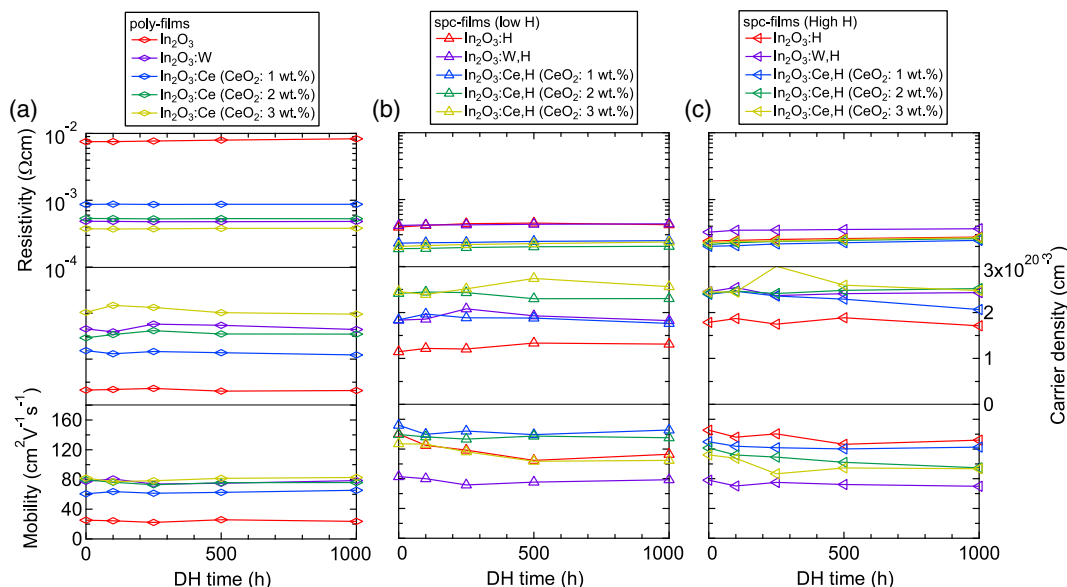 poly-films
In₂O₃
In₂O₃:W
In₂O₃:Ce (CeO₂: 1 wt.%)
In₂O₃:Ce (CeO₂: 2 wt.%)
In₂O₃:Ce (CeO₂: 3 wt.%)
spc-films (low H)
In₂O₃:H
In₂O₃:W,H
In₂O₃:Ce,H (CeO₂: 1 wt.%)
In₂O₃:Ce,H (CeO₂: 2 wt.%)
In₂O₃:Ce,H (CeO₂: 3 wt.%)
spc-films (High H)
In₂O₃:H
In₂O₃:W,H
In₂O₃:Ce,H (CeO₂: 1 wt.%)
In₂O₃:Ce,H (CeO₂: 2 wt.%)
In₂O₃:Ce,H (CeO₂: 3 wt.%)
(a)
(b)
(c)
Resistivity (Ωcm)
10⁻²
10⁻³
10⁻⁴
Mobility (cm²V⁻¹s⁻¹)
160
120
80
40
0
3x10²⁰
2
1
0
Carrier density (cm⁻³)
0 500 1000
DH time (h)
0 500 1000
DH time (h)
0 500 1000
DH time (h)